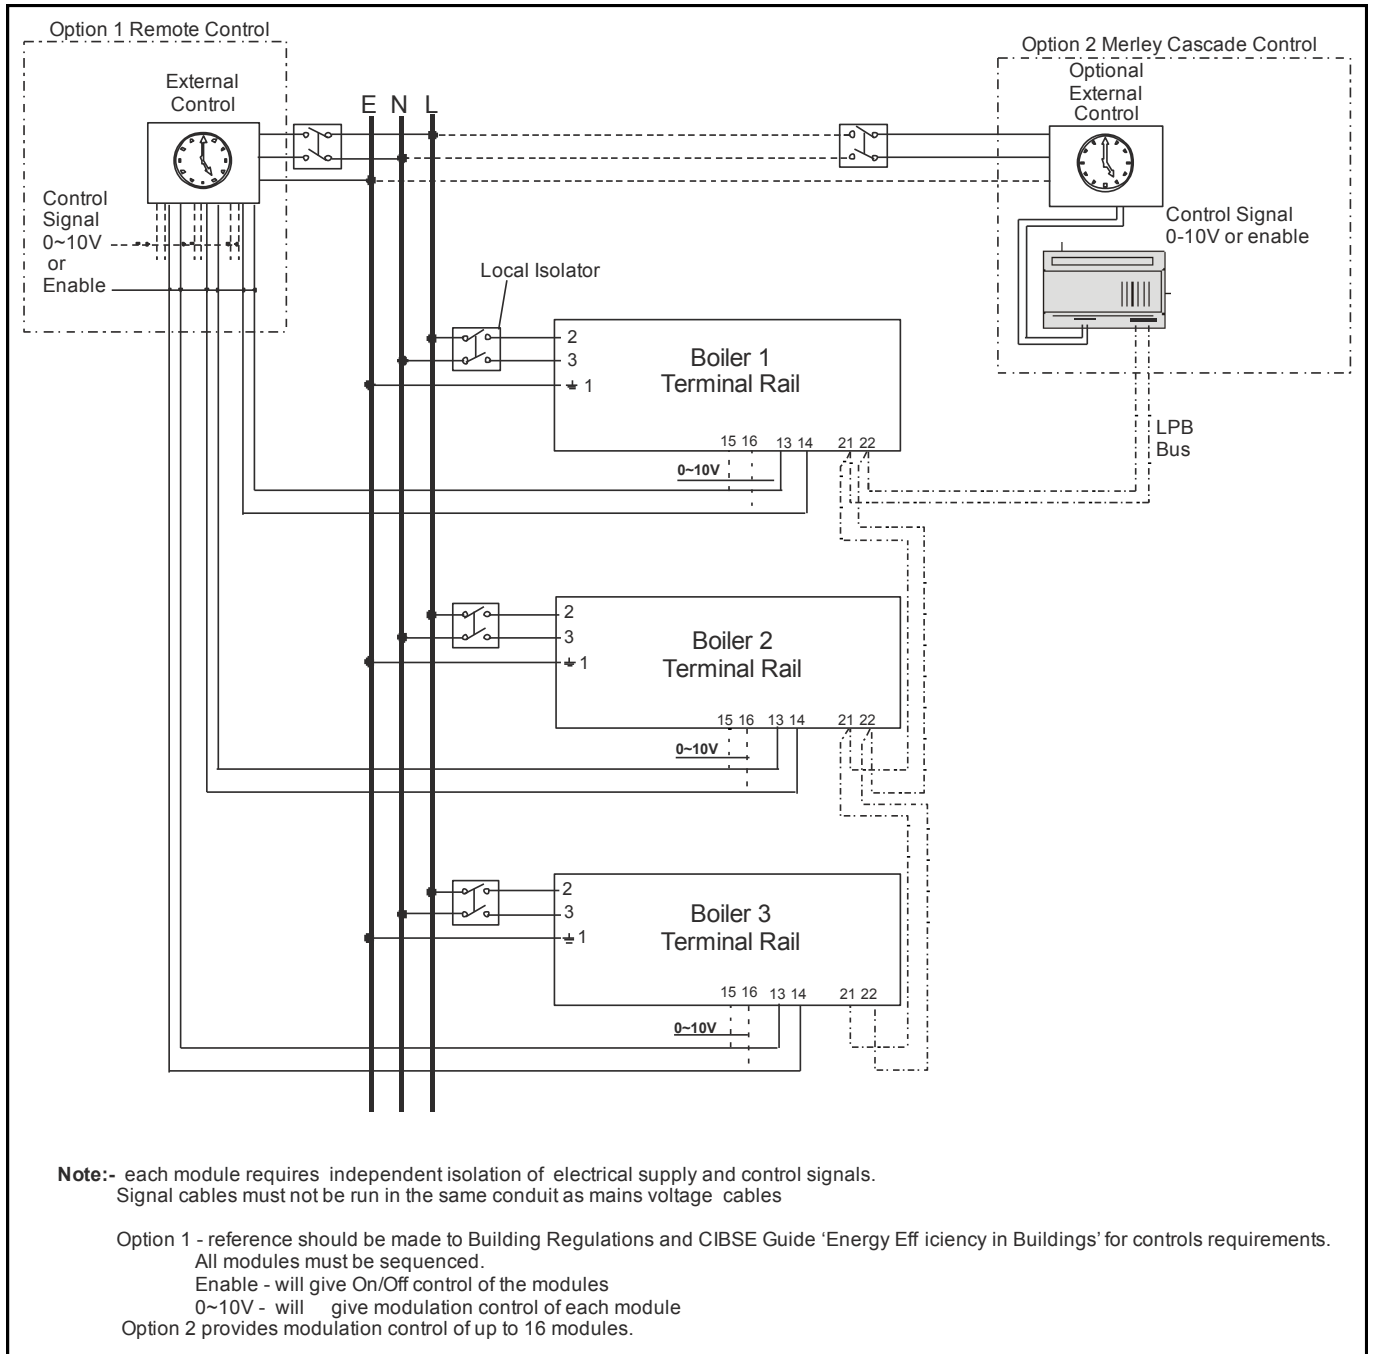 Option 1 Remote Control
Option 2 Merley Cascade Control
External
Control
Optional
External
Control
E N L
Control
Signal
0~10V
or
Enable
Control Signal
0-10V or enable
Local Isolator
2
3
1
Boiler 1
Terminal Rail
15 16 13 14 21 22
0~10V
LPB
Bus
2
3
1
Boiler 2
Terminal Rail
15 16 13 14 21 22
0~10V
2
3
1
Boiler 3
Terminal Rail
15 16 13 14 21 22
0~10V
Note:- each module requires independent isolation of electrical supply and control signals.
Signal cables must not be run in the same conduit as mains voltage cables
Option 1 - reference should be made to Building Regulations and CIBSE Guide ‘Energy Eff iciency in Buildings’ for controls requirements.
All modules must be sequenced.
Enable - will give On/Off control of the modules
0~10V - will give modulation control of each module
Option 2 provides modulation control of up to 16 modules.